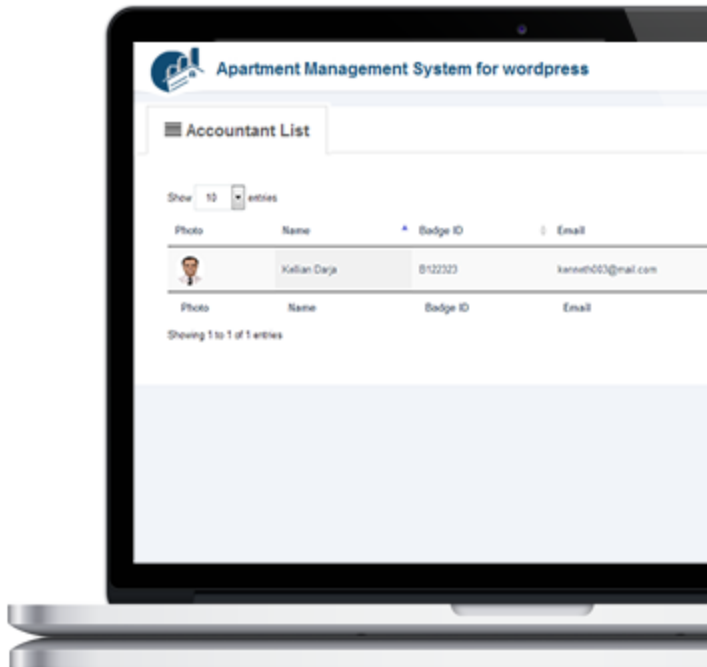 Apartment Management System for wordpress
Accountant List
Show 10 entries
Photo Name Badge ID Email
Kellian Darja B122323 kenneth003@mail.com
Photo Name Badge ID Email
Showing 1 to 1 of 1 entries